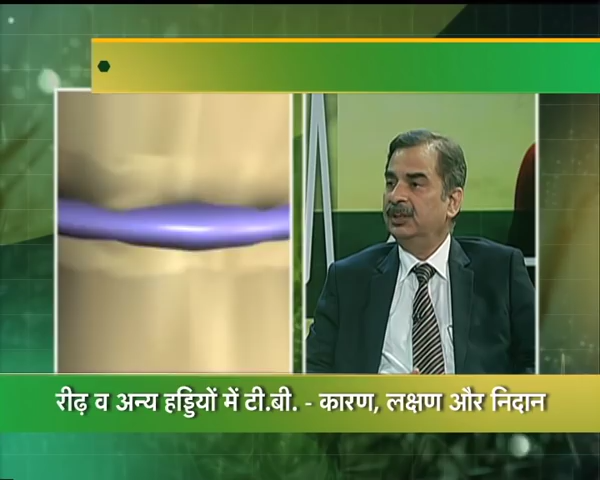 रीढ़ व अन्य हड्डियों में टी.बी. - कारण, लक्षण और निदान